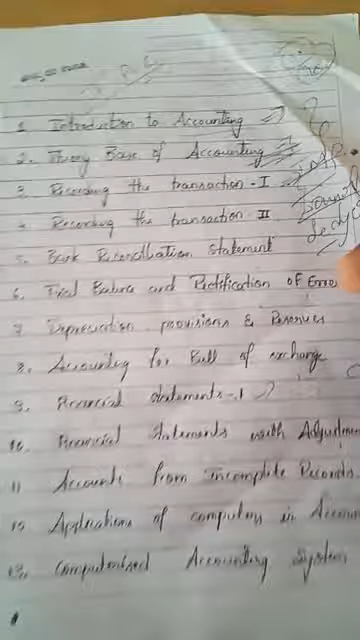 1. Introduction to Accounting
2. Theory Base of Accounting
3. Recording the transaction - I
4. Recording the transaction - II
5. Bank Reconciliation statement
6. Trial Balance and Rectification of Error
7. Depreciation, provisions & Reserves
8. Accounting for Bill of exchange
9. Financial statements - 1
10. Financial Statements with Adjustmen
11 Accounts from incomplete Records.
12 Applications of computers in Accoun
13. Computerised Accounting System